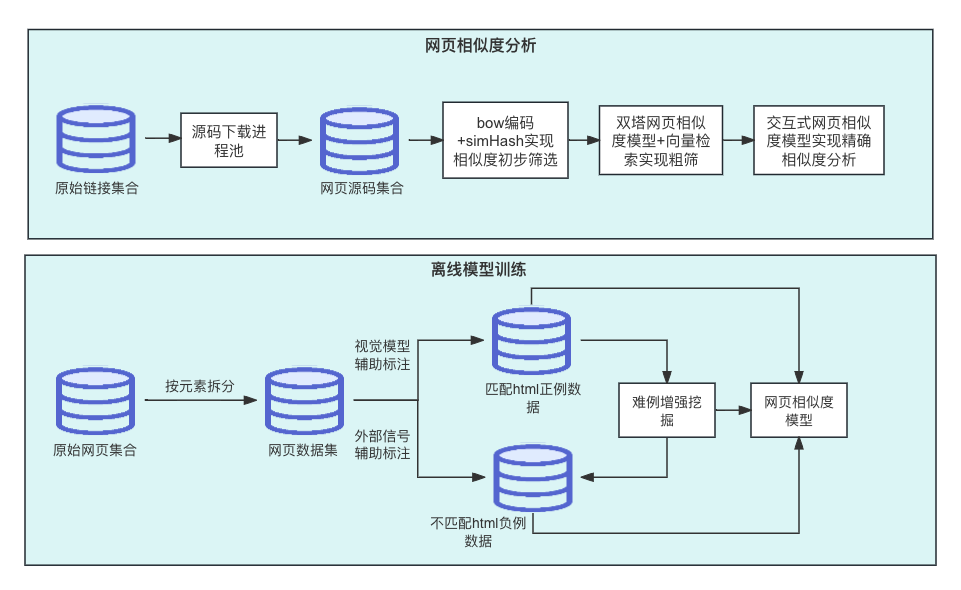 网页相似度分析
原始链接集合
源码下载进
程池
网页源码集合
bow编码
+simHash实现
相似度初步筛选
双塔网页相似
度模型+向量检
索实现粗筛
交互式网页相似
度模型实现精确
相似度分析
离线模型训练
原始网页集合
按元素拆分
网页数据集
视觉模型
辅助标注
外部信号
辅助标注
匹配html正例数
据
不匹配html负例
数据
难例增强挖
掘
网页相似度
模型